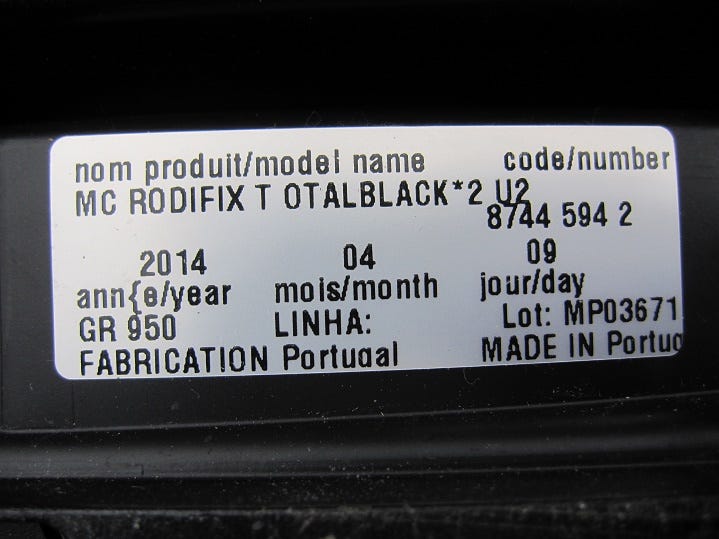 nom produit/model name code/number
MC RODIFIX T OTALBLACK*2 U2
8744 594 2
2014 04 09
ann{e/year mois/month jour/day
GR 950 LINHA: Lot: MP03671
FABRICATION Portugal MADE IN Portug